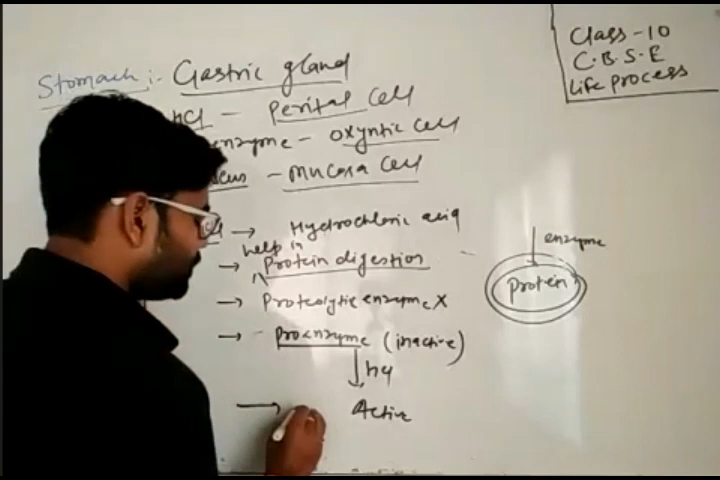 Class-10
C.B.S.E
Life process
Stomach :- Gastric gland
HCl - Perital cell
enzyme - oxyntic cell
mucus - mucosa cell
→ Hydrochloric acid
help in
→ Protein digestion
→ Proteolytic enzyme X
→ Proenzyme (inactive)
↓ HCl
→ Active
enzyme
Protein